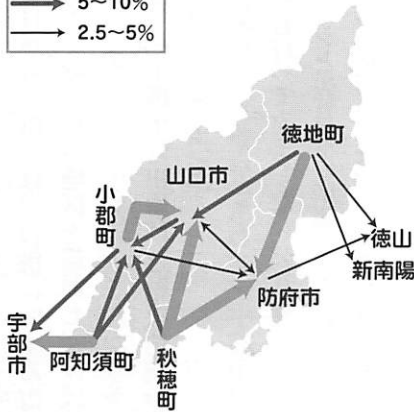 5~10%
2.5~5%
徳地町
山口市
小郡町
徳山
新南陽
防府市
宇部市
阿知須町
秋穂町